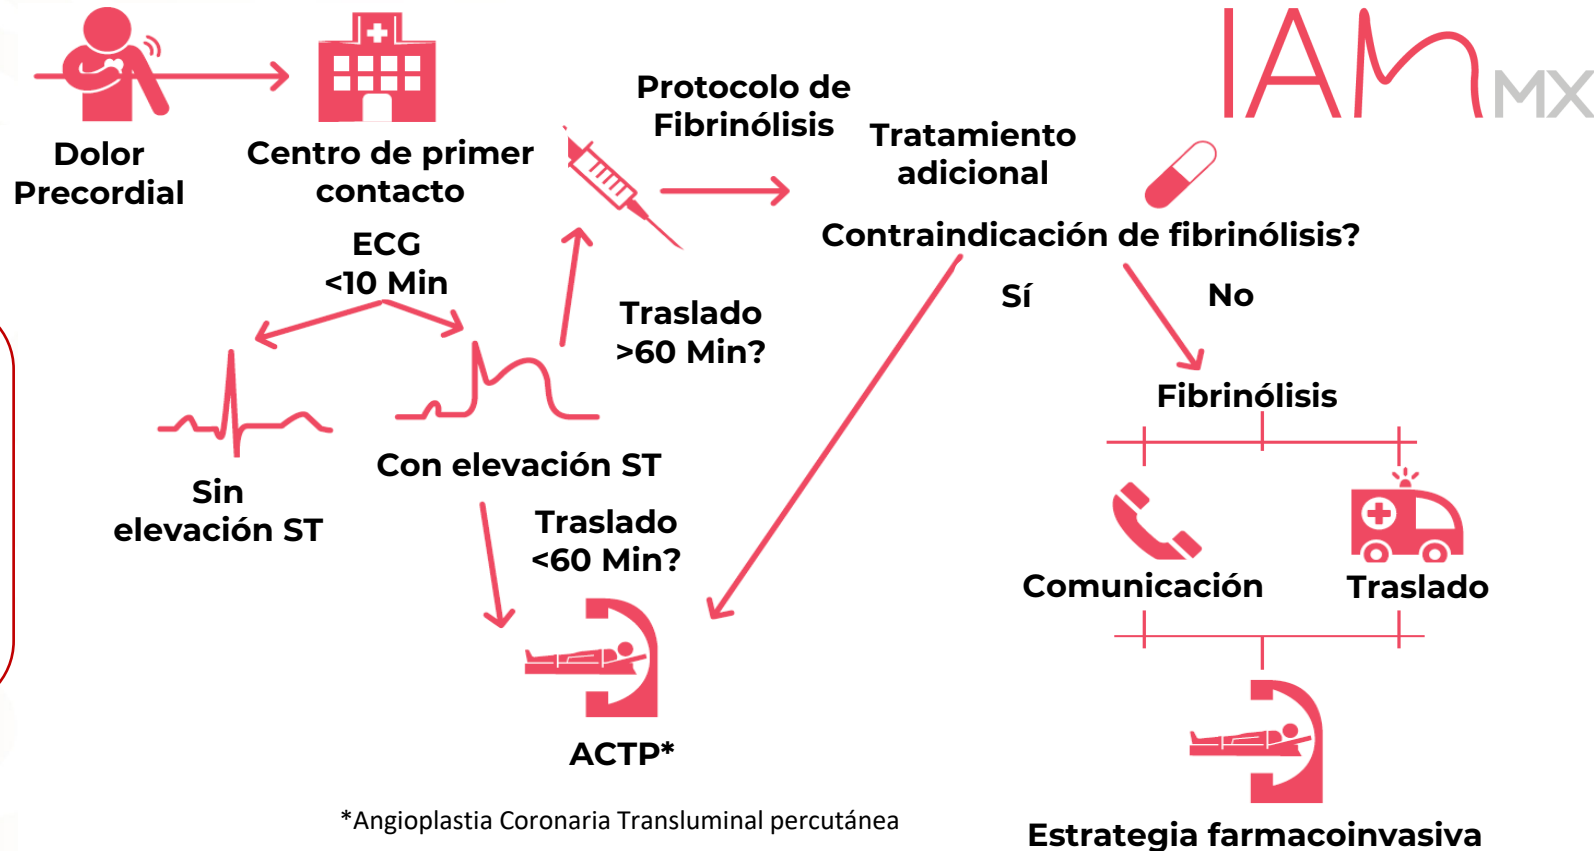 IAM MX
Dolor
Precordial
Centro de primer
contacto
ECG
<10 Min
Protocolo de
Fibrinólisis
Tratamiento
adicional
Contraindicación de fibrinólisis?
Sí
No
Traslado
>60 Min?
Sin
elevación ST
Con elevación ST
Traslado
<60 Min?
ACTP*
Fibrinólisis
Comunicación
Traslado
Estrategia farmacoinvasiva
*Angioplastia Coronaria Transluminal percutánea